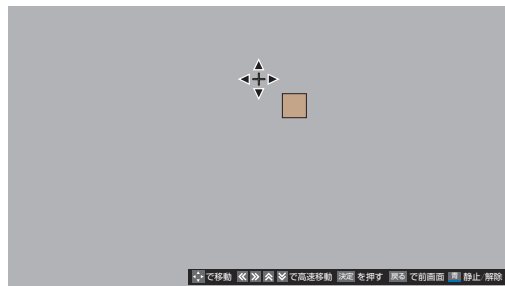 で移動 で高速移動 決定 を押す 戻る で前画面 青 静止/解除